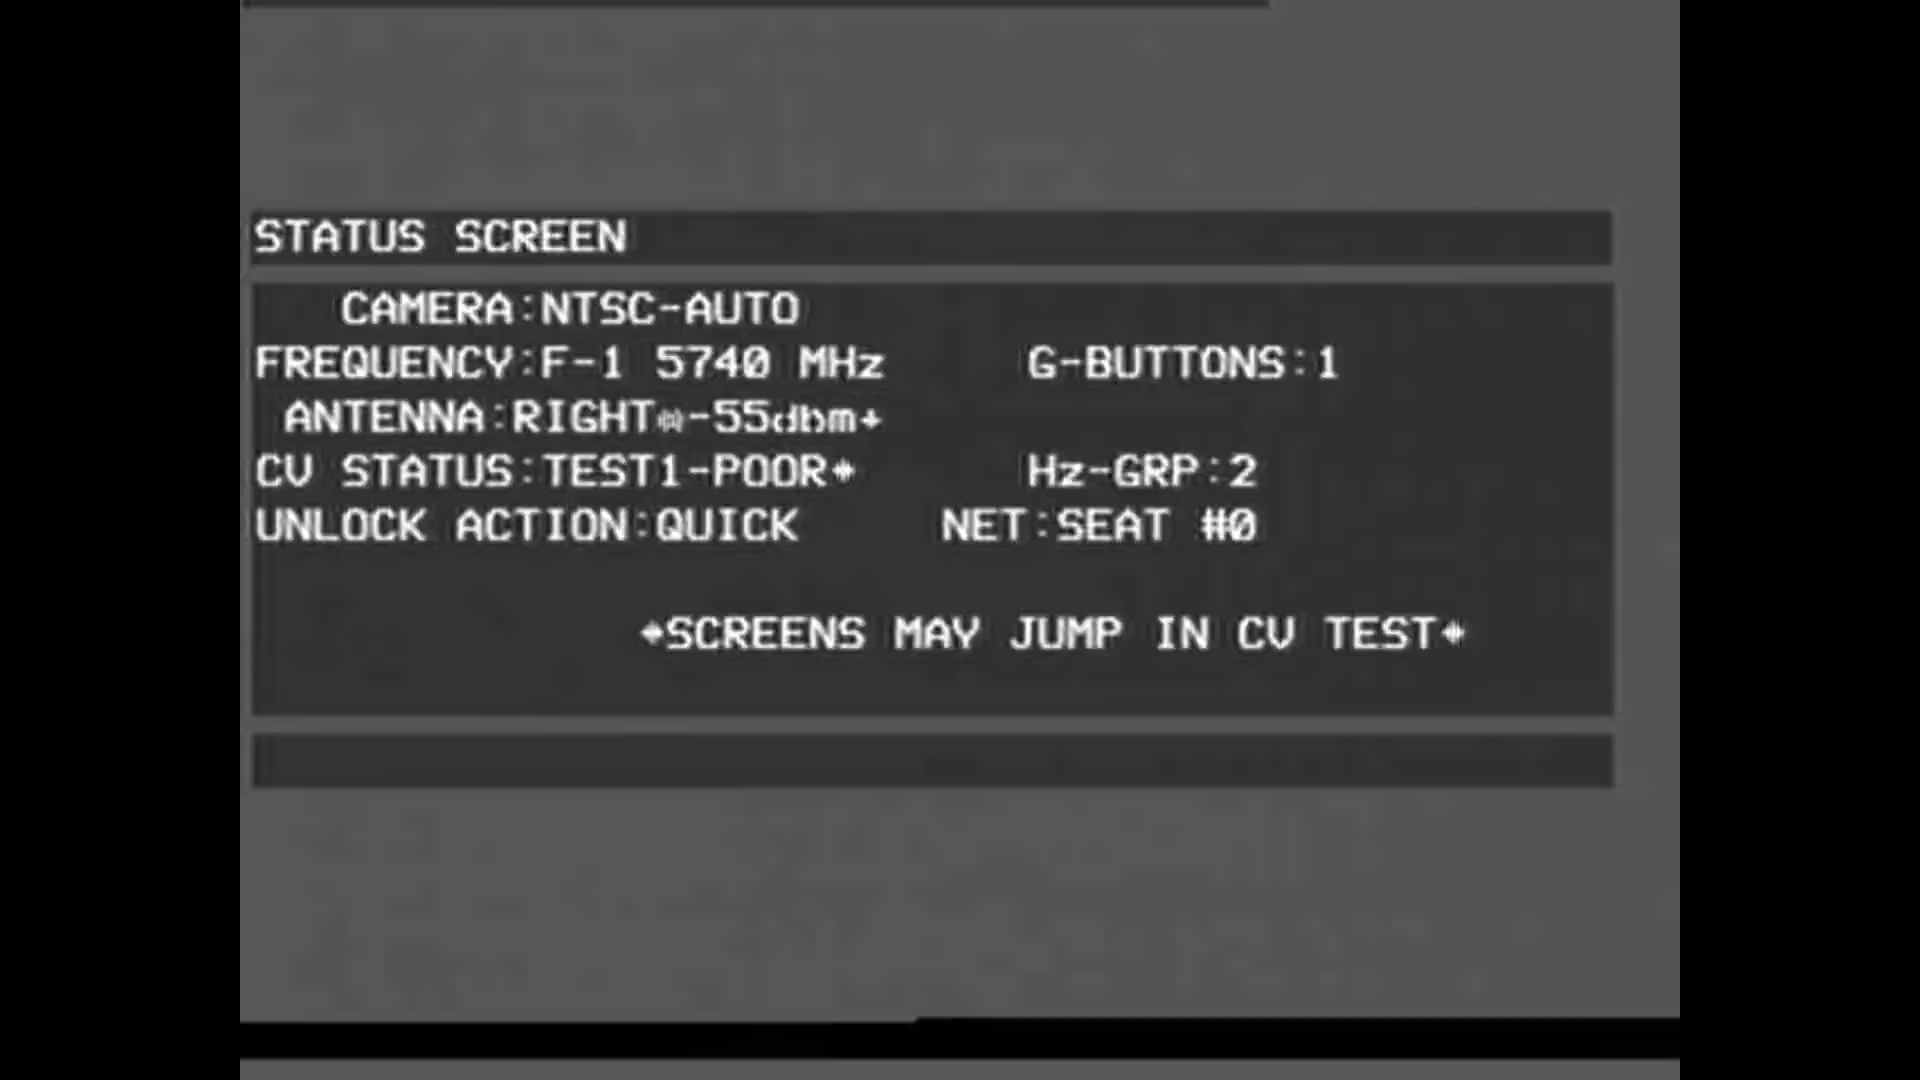 STATUS SCREEN
CAMERA:NTSC-AUTO
FREQUENCY:F-1 5740 MHz G-BUTTONS:1
ANTENNA:RIGHT -55dbm+
CV STATUS:TEST1-POOR* Hz-GRP:2
UNLOCK ACTION:QUICK NET:SEAT #0
*SCREENS MAY JUMP IN CV TEST*